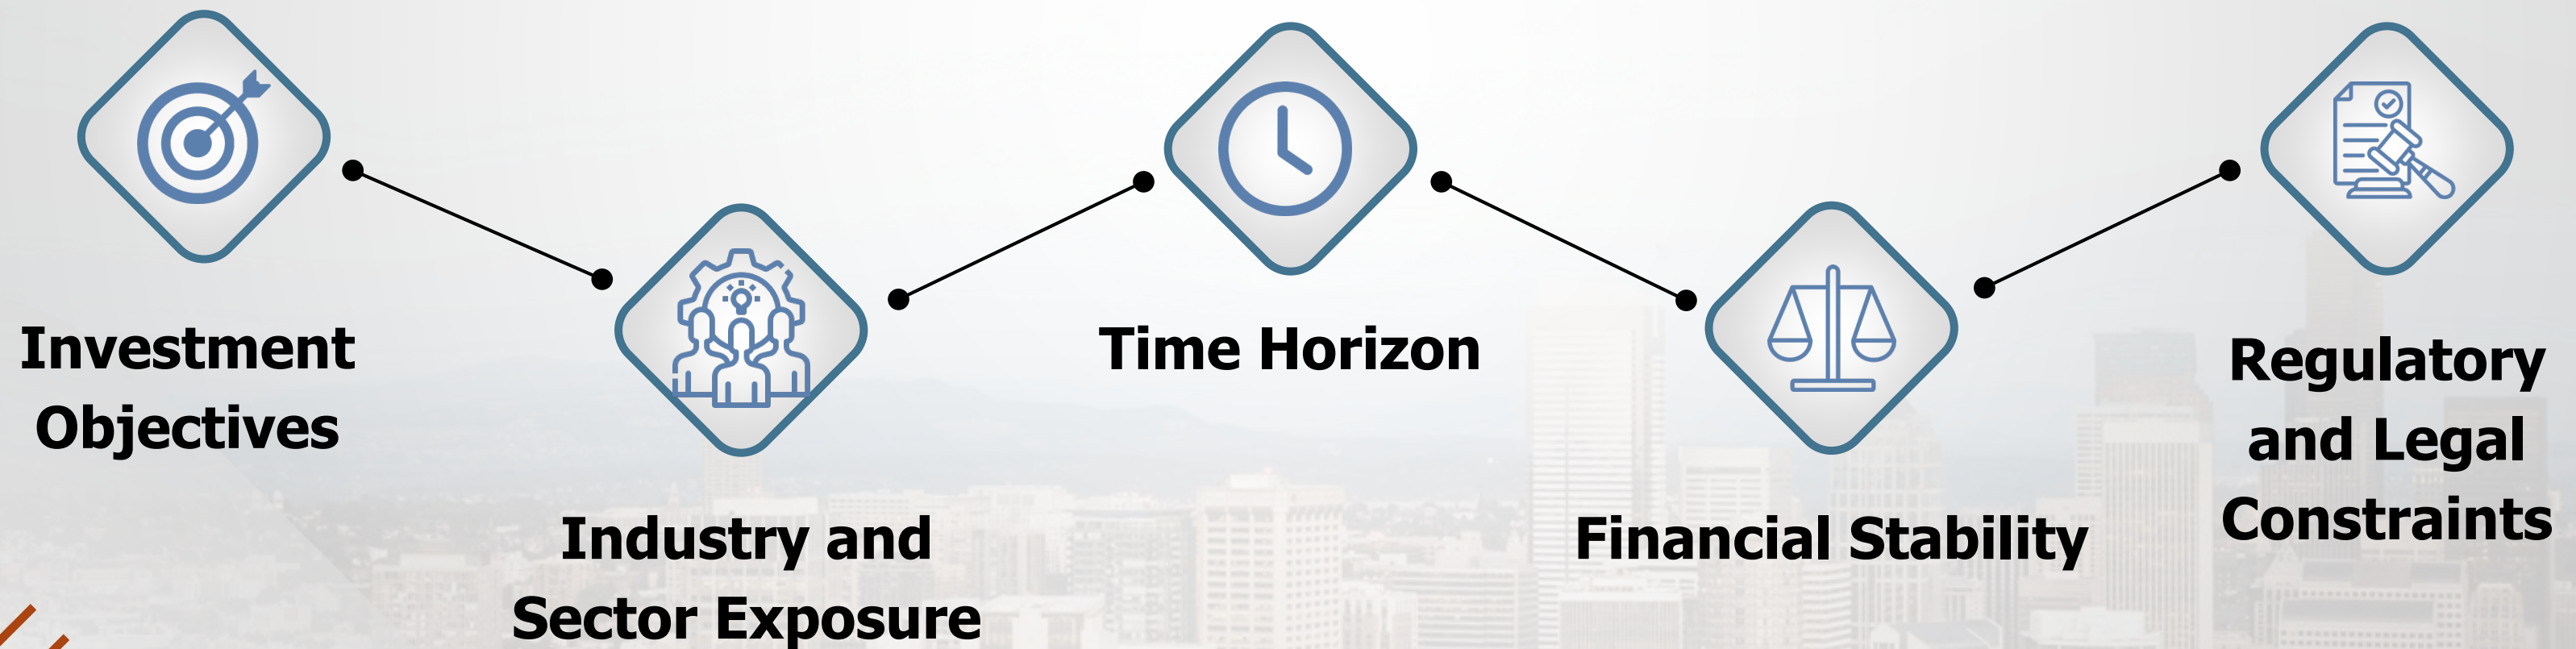 Investment
Objectives
Industry and
Sector Exposure
Time Horizon
Financial Stability
Regulatory
and Legal
Constraints